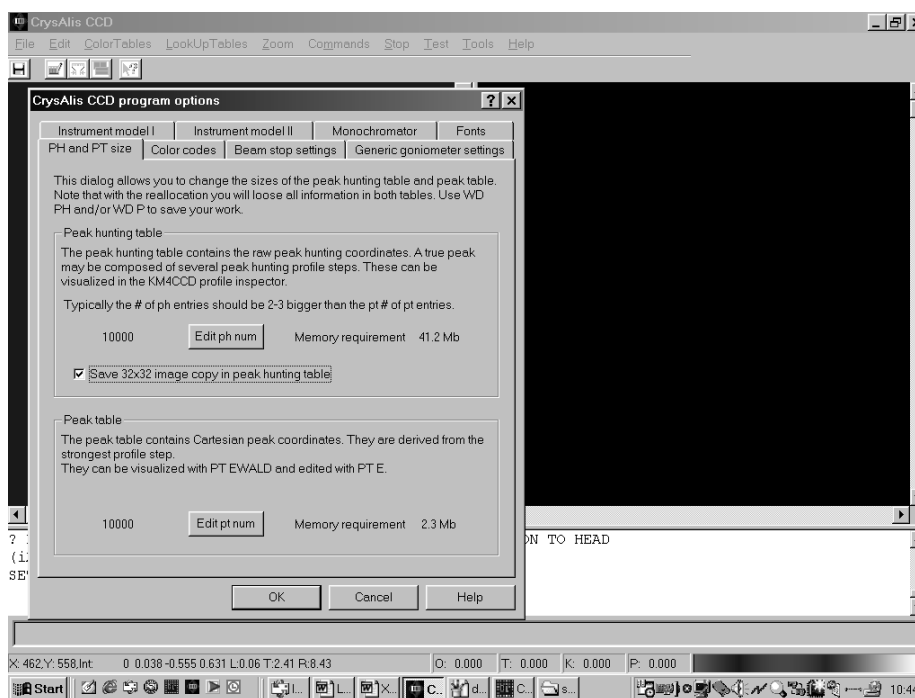 CrysAlis CCD
File Edit ColorTables LookUpTables Zoom Commands Stop Test Tools Help
CrysAlis CCD program options
Instrument model I Instrument model II Monochromator Fonts
PH and PT size Color codes Beam stop settings Generic goniometer settings
This dialog allows you to change the sizes of the peak hunting table and peak table.
Note that with the reallocation you will loose all information in both tables. Use WD
PH and/or WD P to save your work.
Peak hunting table
The peak hunting table contains the raw peak hunting coordinates. A true peak
may be composed of several peak hunting profile steps. These can be
visualized in the KM4CCD profile inspector.
Typically the # of ph entries should be 2-3 bigger than the pt # of pt entries.
10000 Edit ph num Memory requirement 41.2 Mb
Save 32x32 image copy in peak hunting table
Peak table
The peak table contains Cartesian peak coordinates. They are derived from the
strongest profile step.
They can be visualized with PT EWALD and edited with PT E.
10000 Edit pt num Memory requirement 2.3 Mb
? ON TO HEAD
(i
SE
OK Cancel Help
X: 462,Y: 558,Int: 0 0.038 -0.555 0.631 L:0.06 T:2.41 R:8.43 O: 0.000 T: 0.000 K: 0.000 P: 0.000
Start L... L... X... C... d... C... s... 10:4